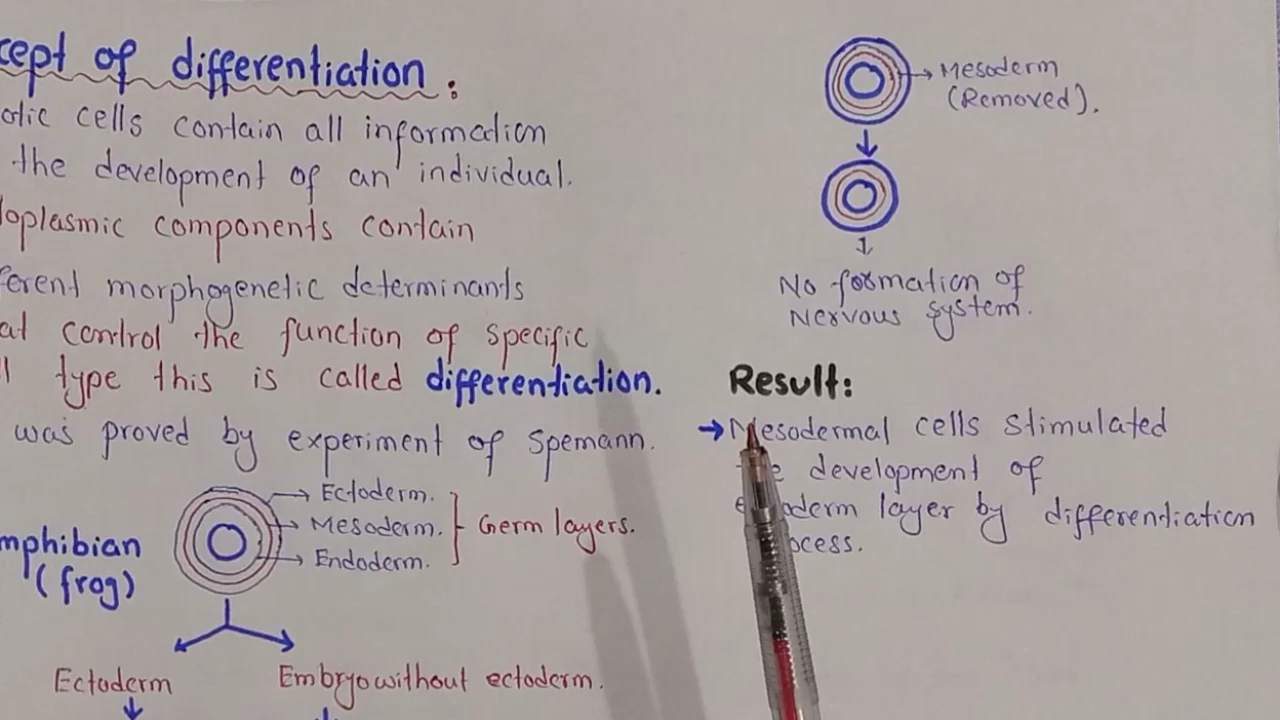 cept of differentiation :
otic cells contain all information
the development of an individual.
oplasmic components contain
ferent morphogenetic determinants
at control the function of specific
l type this is called differentiation.
was proved by experiment of Spemann.
Ectoderm.
Mesoderm.
Endoderm.
Germ layers.
mphibian
(frog)
Ectoderm
Embryo without ectoderm.
Mesoderm
(Removed).
No formation of
Nervous system.
Result:
Mesodermal cells stimulated
development of
derm layer by differentiation
ocess.